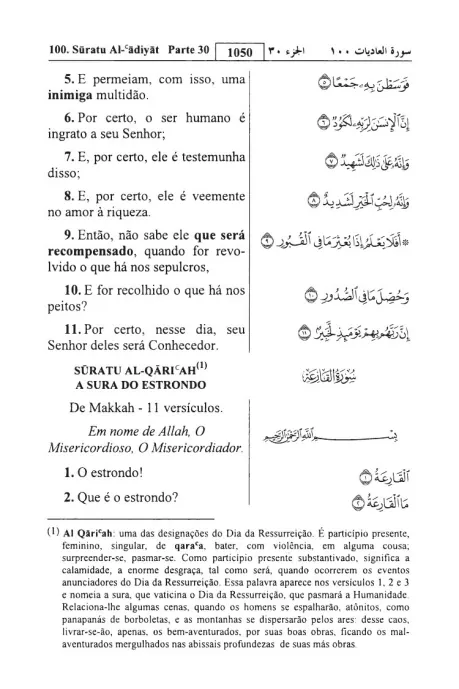 100. Sūratu Al-ᶜādiyāt Parte 30 1050 الجزء ٣٠ سورة العاديات ١٠٠
5. E permeiam, com isso, uma
inimiga multidão.
فَوَسَطْنَ بِهِۦ جَمْعًا ۝٥
6. Por certo, o ser humano é
ingrato a seu Senhor;
إِنَّ ٱلْإِنسَٰنَ لِرَبِّهِۦ لَكَنُودٌ ۝٦
7. E, por certo, ele é testemunha
disso;
وَإِنَّهُۥ عَلَىٰ ذَٰلِكَ لَشَهِيدٌ ۝٧
8. E, por certo, ele é veemente
no amor à riqueza.
وَإِنَّهُۥ لِحُبِّ ٱلْخَيْرِ لَشَدِيدٌ ۝٨
9. Então, não sabe ele que será
recompensado, quando for revo-
lvido o que há nos sepulcros,
* أَفَلَا يَعْلَمُ إِذَا بُعْثِرَ مَا فِى ٱلْقُبُورِ ۝٩
10. E for recolhido o que há nos
peitos?
وَحُصِّلَ مَا فِى ٱلصُّدُورِ ۝١٠
11. Por certo, nesse dia, seu
Senhor deles será Conhecedor.
إِنَّ رَبَّهُم بِهِمْ يَوْمَئِذٍ لَّخَبِيرٌۢ ۝١١
SŪRATU AL-QĀRIᶜAH(1)
A SURA DO ESTRONDO
سُورَةُ القَارِعَةِ
De Makkah - 11 versículos.
Em nome de Allah, O
Misericordioso, O Misericordiador.
بِسْمِ ٱللَّهِ ٱلرَّحْمَٰنِ ٱلرَّحِيمِ
1. O estrondo!
ٱلْقَارِعَةُ ۝١
2. Que é o estrondo?
مَا ٱلْقَارِعَةُ ۝٢
(1) Al Qāriᶜah: uma das designações do Dia da Ressurreição. É particípio presente,
feminino, singular, de qaraᶜa, bater, com violência, em alguma cousa;
surpreender-se, pasmar-se. Como particípio presente substantivado, significa a
calamidade, a enorme desgraça, tal como será, quando ocorrerem os eventos
anunciadores do Dia da Ressurreição. Essa palavra aparece nos versículos 1, 2 e 3
e nomeia a sura, que vaticina o Dia da Ressurreição, que pasmará a Humanidade.
Relaciona-lhe algumas cenas, quando os homens se espalharão, atônitos, como
panapanás de borboletas, e as montanhas se dispersarão pelos ares: desse caos,
livrar-se-ão, apenas, os bem-aventurados, por suas boas obras, ficando os mal-
aventurados mergulhados nas abissais profundezas de suas más obras.